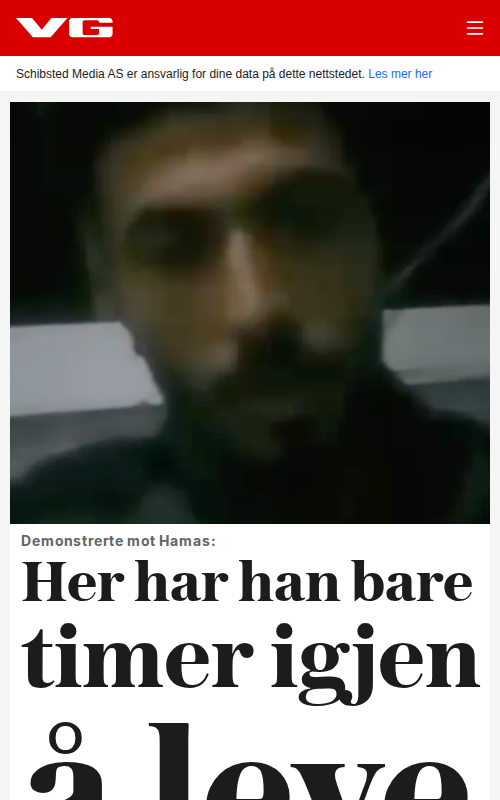 VG
Schibsted Media AS er ansvarlig for dine data på dette nettstedet. Les mer her
Demonstrerte mot Hamas:
Her har han bare
timer igjen
å leve